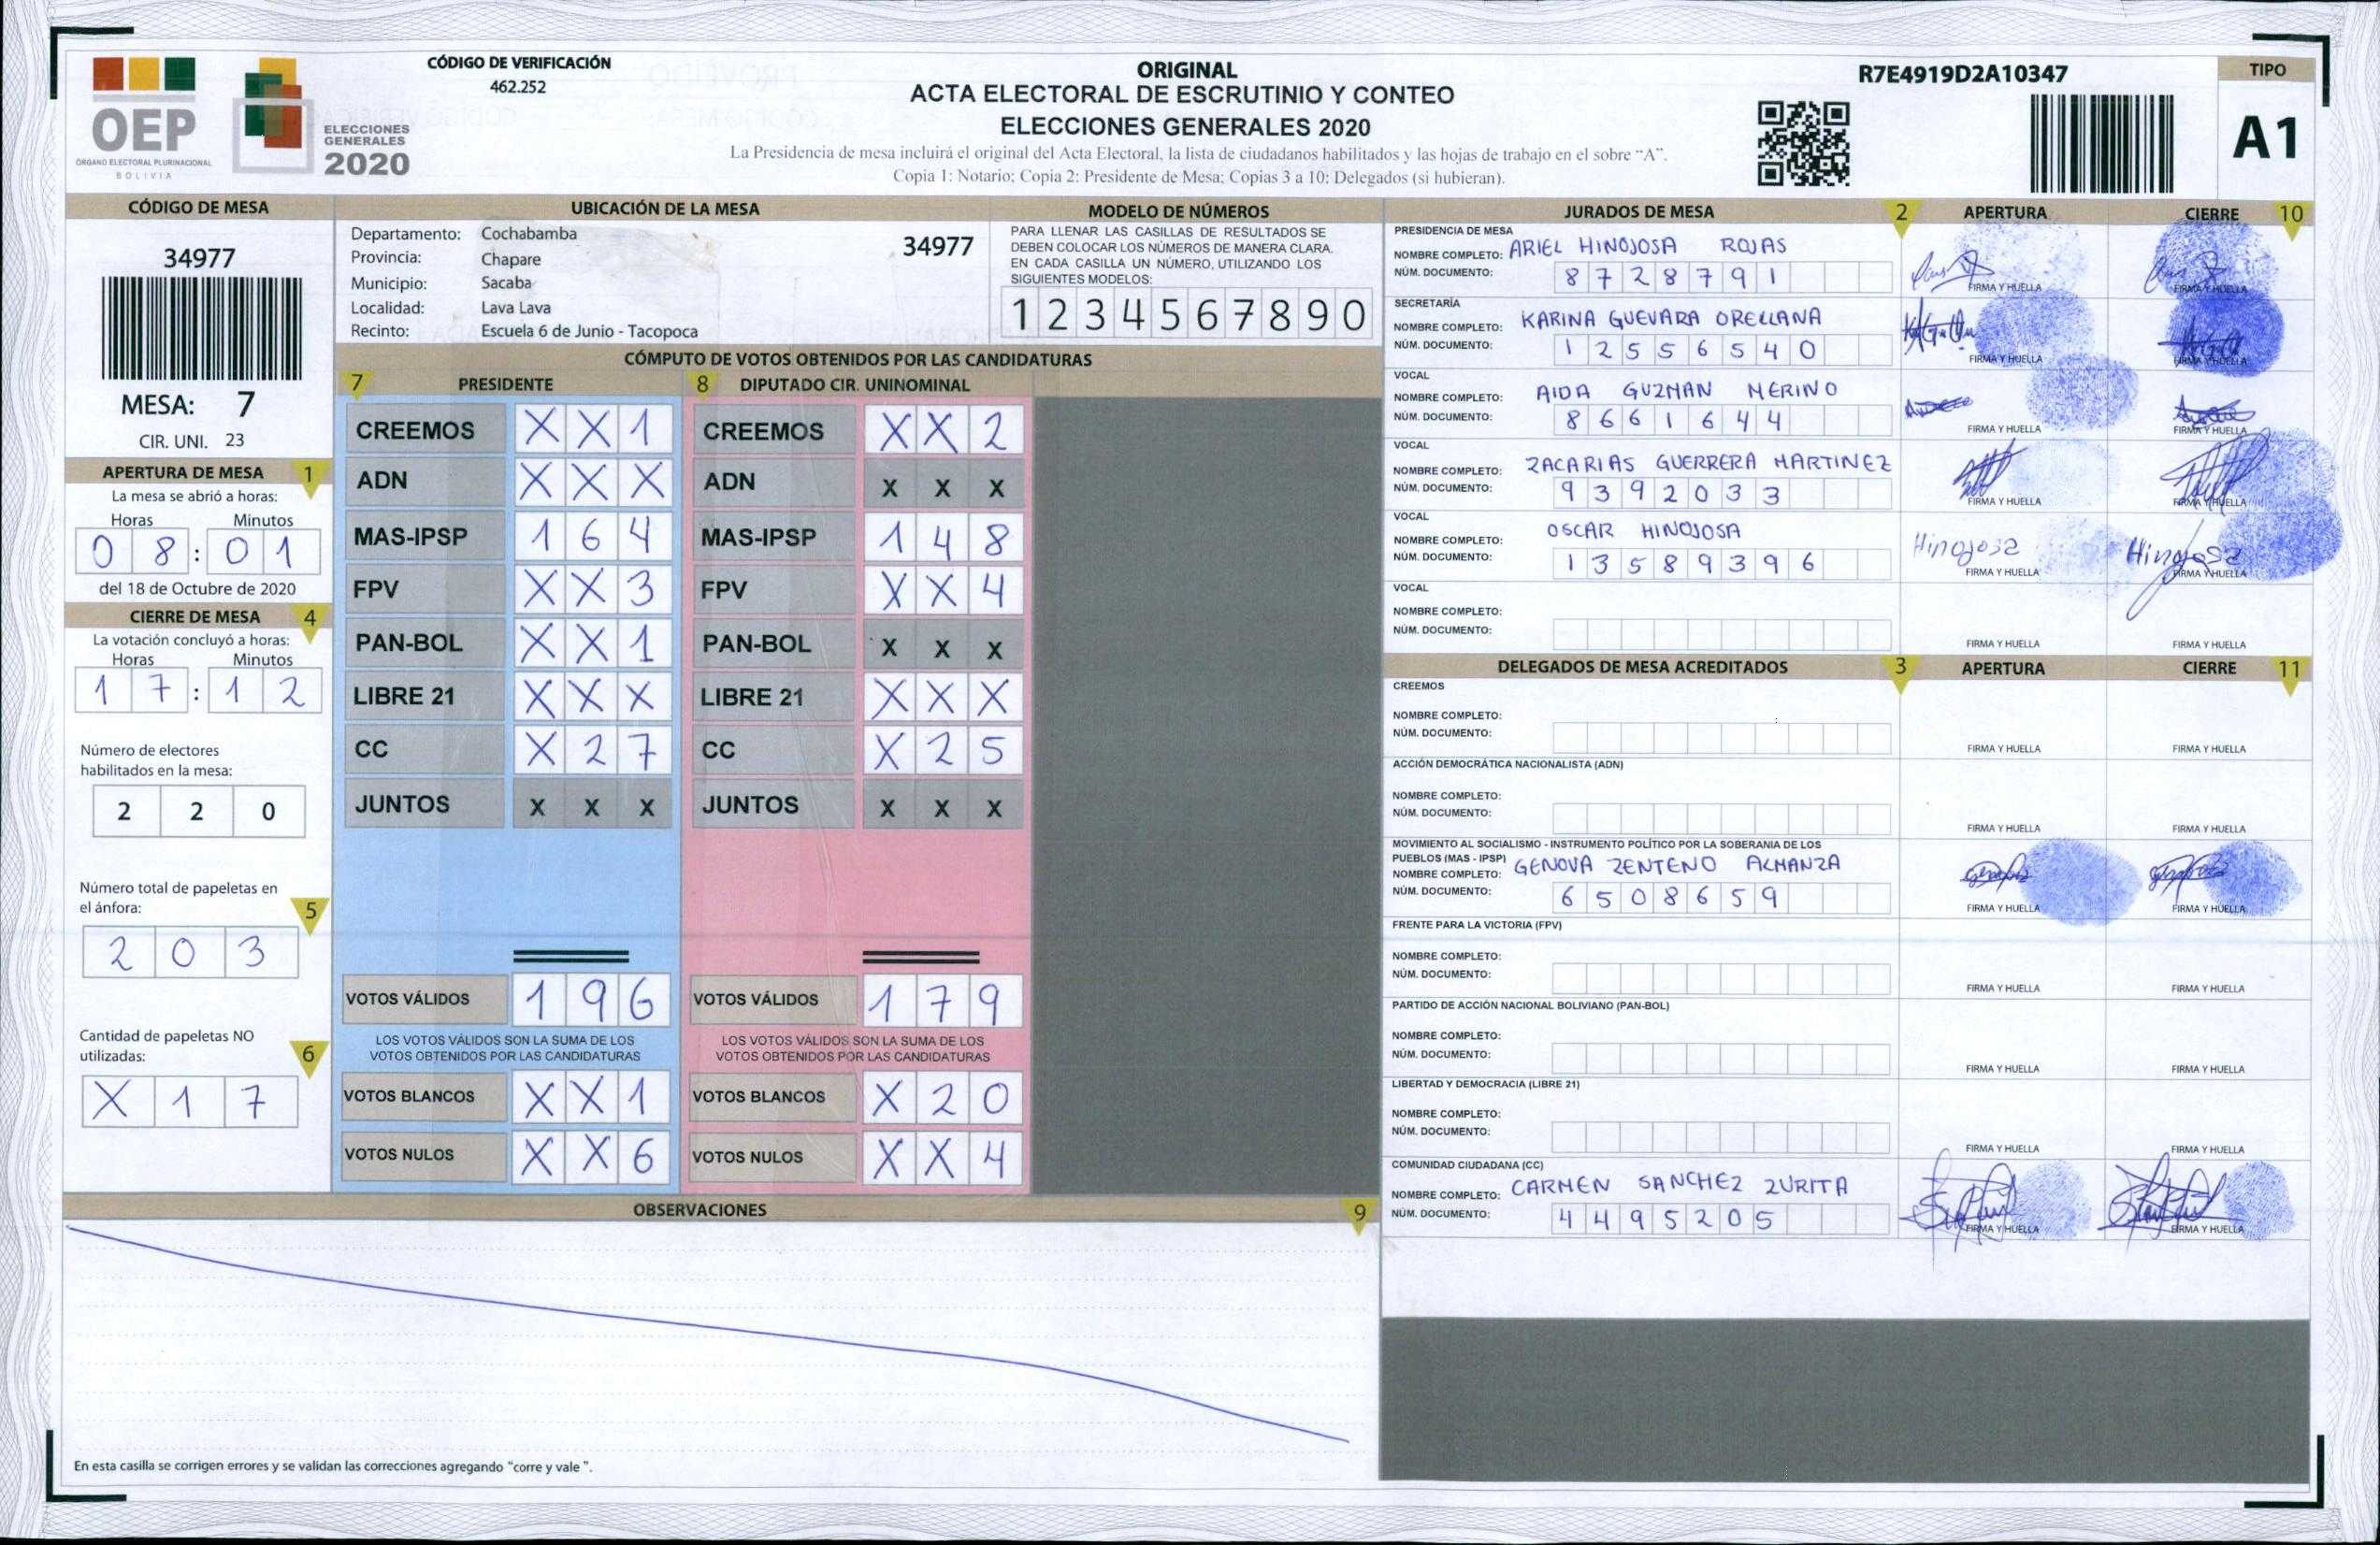 OEP
ÓRGANO ELECTORAL PLURINACIONAL
BOLIVIA
ELECCIONES
GENERALES
2020
CÓDIGO DE VERIFICACIÓN
462.252
ORIGINAL
ACTA ELECTORAL DE ESCRUTINIO Y CONTEO
ELECCIONES GENERALES 2020
La Presidencia de mesa incluirá el original del Acta Electoral, la lista de ciudadanos habilitados y las hojas de trabajo en el sobre "A".
Copia 1: Notario; Copia 2: Presidente de Mesa; Copias 3 a 10: Delegados (si hubieran).
R7E4919D2A10347
TIPO
A1
CÓDIGO DE MESA
34977
MESA: 7
CIR. UNI. 23
APERTURA DE MESA 1
La mesa se abrió a horas:
Horas Minutos
0 8 : 0 1
del 18 de Octubre de 2020
CIERRE DE MESA 4
La votación concluyó a horas:
Horas Minutos
1 7 : 1 2
Número de electores
habilitados en la mesa:
2 2 0
Número total de papeletas en
el ánfora: 5
2 0 3
Cantidad de papeletas NO
utilizadas: 6
X 1 7
UBICACIÓN DE LA MESA
Departamento: Cochabamba
34977
Provincia: Chapare
Municipio: Sacaba
Localidad: Lava Lava
Recinto: Escuela 6 de Junio - Tacopoca
MODELO DE NÚMEROS
PARA LLENAR LAS CASILLAS DE RESULTADOS SE
DEBEN COLOCAR LOS NÚMEROS DE MANERA CLARA.
EN CADA CASILLA UN NÚMERO, UTILIZANDO LOS
SIGUIENTES MODELOS:
1 2 3 4 5 6 7 8 9 0
CÓMPUTO DE VOTOS OBTENIDOS POR LAS CANDIDATURAS
7 PRESIDENTE 8 DIPUTADO CIR. UNINOMINAL
CREEMOS X X 1 CREEMOS X X 2
ADN X X X ADN X X X
MAS-IPSP 1 6 4 MAS-IPSP 1 4 8
FPV X X 3 FPV X X 4
PAN-BOL X X 1 PAN-BOL X X X
LIBRE 21 X X X LIBRE 21 X X X
CC X 2 7 CC X 2 5
JUNTOS X X X JUNTOS X X X
VOTOS VÁLIDOS 1 9 6 VOTOS VÁLIDOS 1 7 9
LOS VOTOS VÁLIDOS SON LA SUMA DE LOS LOS VOTOS VÁLIDOS SON LA SUMA DE LOS
VOTOS OBTENIDOS POR LAS CANDIDATURAS VOTOS OBTENIDOS POR LAS CANDIDATURAS
VOTOS BLANCOS X X 1 VOTOS BLANCOS X 2 0
VOTOS NULOS X X 6 VOTOS NULOS X X 4
OBSERVACIONES 9
En esta casilla se corrigen errores y se validan las correcciones agregando "corre y vale".
JURADOS DE MESA 2 APERTURA CIERRE 10
PRESIDENCIA DE MESA
NOMBRE COMPLETO: ARIEL HINOJOSA ROJAS
NÚM. DOCUMENTO: 8 7 2 8 7 9 1
FIRMA Y HUELLA FIRMA Y HUELLA
SECRETARÍA
NOMBRE COMPLETO: KARINA GUEVARA ORELLANA
NÚM. DOCUMENTO: 1 2 5 5 6 5 4 0
FIRMA Y HUELLA FIRMA Y HUELLA
VOCAL
NOMBRE COMPLETO: AIDA GUZMAN MERINO
NÚM. DOCUMENTO: 8 6 6 1 6 4 4
FIRMA Y HUELLA FIRMA Y HUELLA
VOCAL
NOMBRE COMPLETO: ZACARIAS GUERRERA MARTINEZ
NÚM. DOCUMENTO: 9 3 9 2 0 3 3
FIRMA Y HUELLA FIRMA Y HUELLA
VOCAL
NOMBRE COMPLETO: OSCAR HINOJOSA
NÚM. DOCUMENTO: 1 3 5 8 9 3 9 6
Hinojosa Hinojosa
FIRMA Y HUELLA FIRMA Y HUELLA
VOCAL
NOMBRE COMPLETO:
NÚM. DOCUMENTO:
FIRMA Y HUELLA FIRMA Y HUELLA
DELEGADOS DE MESA ACREDITADOS 3 APERTURA CIERRE 11
CREEMOS
NOMBRE COMPLETO:
NÚM. DOCUMENTO:
FIRMA Y HUELLA FIRMA Y HUELLA
ACCIÓN DEMOCRÁTICA NACIONALISTA (ADN)
NOMBRE COMPLETO:
NÚM. DOCUMENTO:
FIRMA Y HUELLA FIRMA Y HUELLA
MOVIMIENTO AL SOCIALISMO - INSTRUMENTO POLÍTICO POR LA SOBERANIA DE LOS
PUEBLOS (MAS - IPSP)
NOMBRE COMPLETO: GENOVA ZENTENO ALMANZA
NÚM. DOCUMENTO: 6 5 0 8 6 5 9
FIRMA Y HUELLA FIRMA Y HUELLA
FRENTE PARA LA VICTORIA (FPV)
NOMBRE COMPLETO:
NÚM. DOCUMENTO:
FIRMA Y HUELLA FIRMA Y HUELLA
PARTIDO DE ACCIÓN NACIONAL BOLIVIANO (PAN-BOL)
NOMBRE COMPLETO:
NÚM. DOCUMENTO:
FIRMA Y HUELLA FIRMA Y HUELLA
LIBERTAD Y DEMOCRACIA (LIBRE 21)
NOMBRE COMPLETO:
NÚM. DOCUMENTO:
FIRMA Y HUELLA FIRMA Y HUELLA
COMUNIDAD CIUDADANA (CC)
NOMBRE COMPLETO: CARMEN SANCHEZ ZURITA
NÚM. DOCUMENTO: 4 4 9 5 2 0 5
FIRMA Y HUELLA FIRMA Y HUELLA